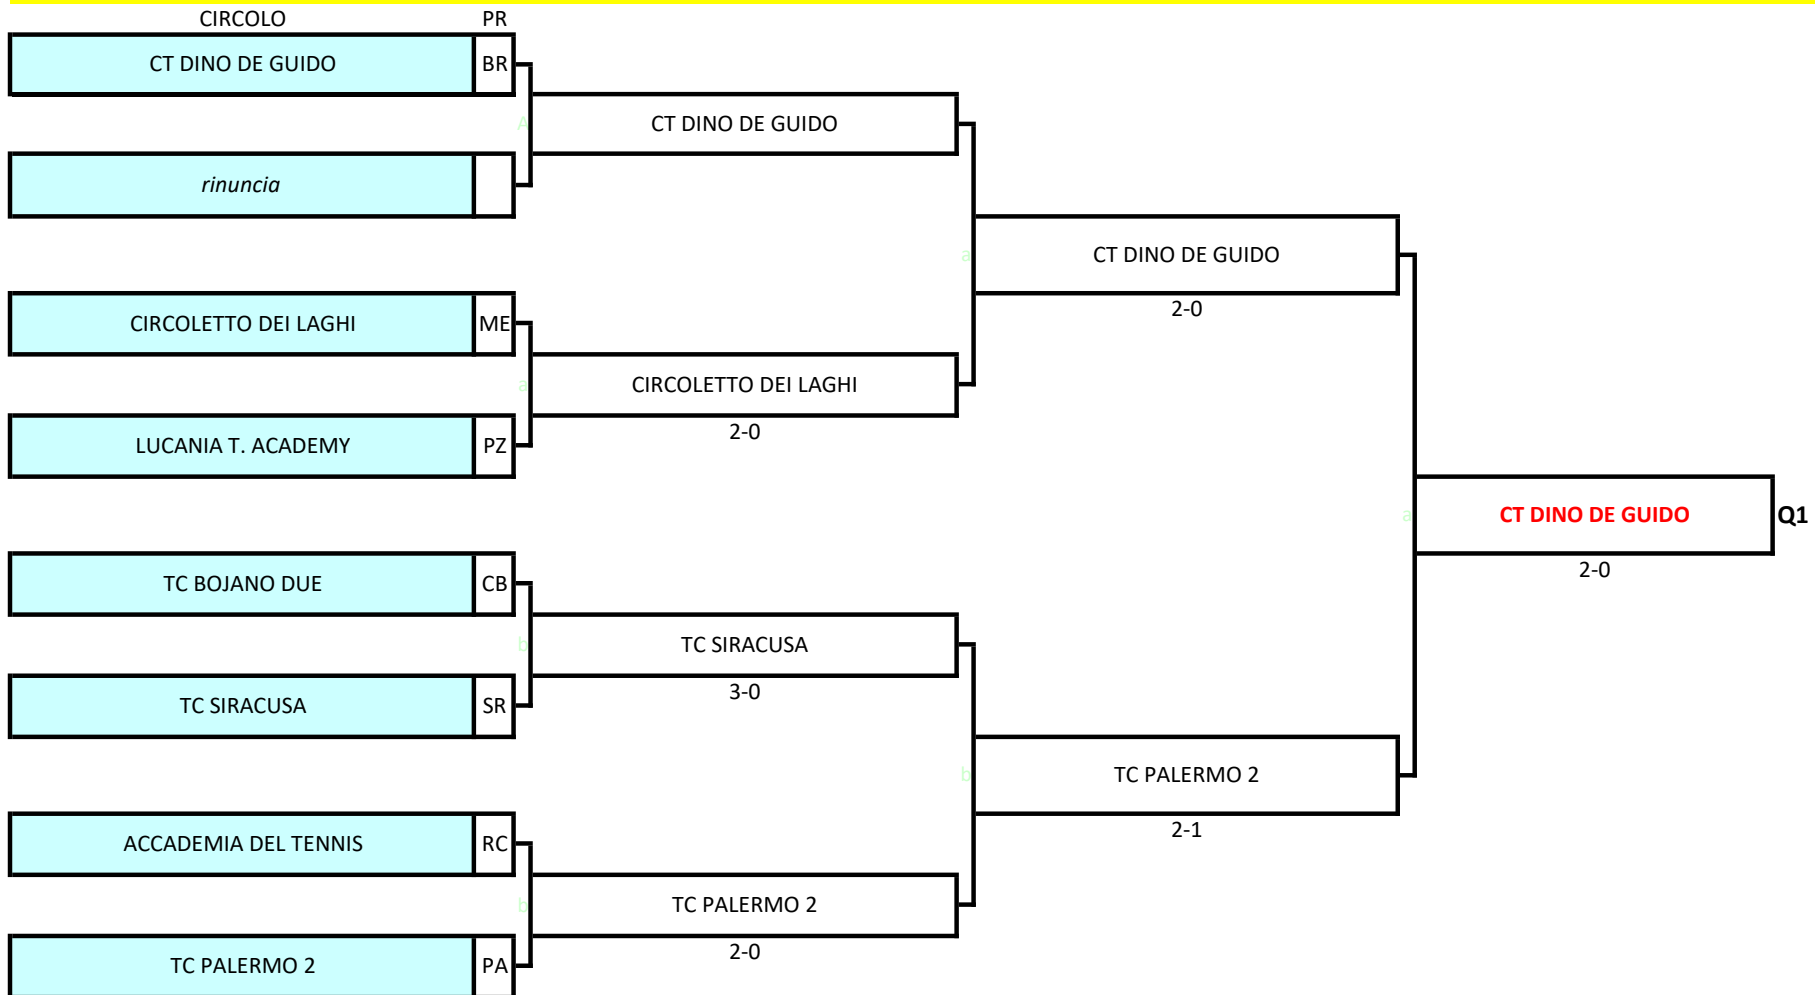 CIRCOLO PR
CT DINO DE GUIDO BR
A CT DINO DE GUIDO
rinuncia
a CT DINO DE GUIDO
2-0
CIRCOLETTO DEI LAGHI ME
a CIRCOLETTO DEI LAGHI
2-0
LUCANIA T. ACADEMY PZ
a CT DINO DE GUIDO Q1
2-0
TC BOJANO DUE CB
b TC SIRACUSA
3-0
TC SIRACUSA SR
b TC PALERMO 2
2-1
ACCADEMIA DEL TENNIS RC
b TC PALERMO 2
2-0
TC PALERMO 2 PA